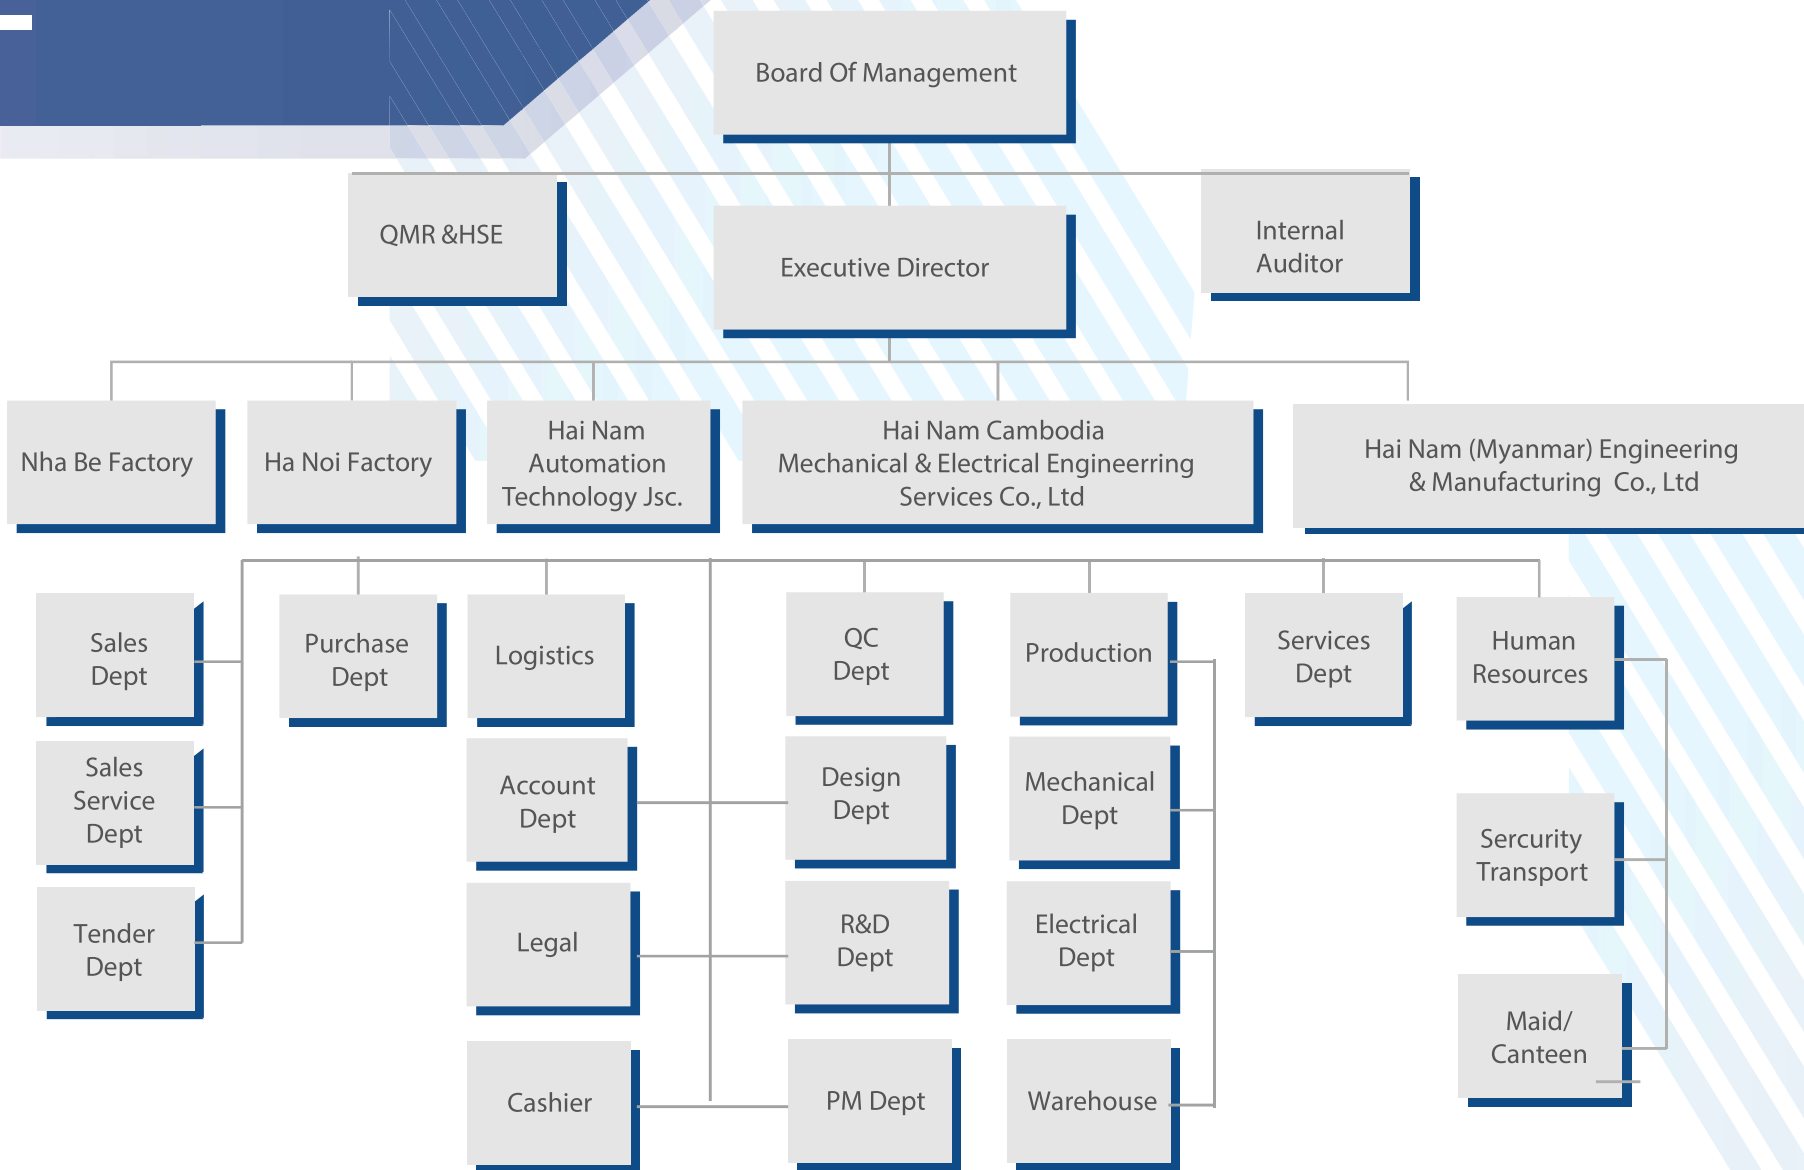 Board Of Management
QMR &HSE
Executive Director
Internal
Auditor
Nha Be Factory
Ha Noi Factory
Hai Nam
Automation
Technology Jsc.
Hai Nam Cambodia
Mechanical & Electrical Engineerring
Services Co., Ltd
Hai Nam (Myanmar) Engineering
& Manufacturing Co., Ltd
Sales
Dept
Purchase
Dept
Logistics
QC
Dept
Production
Services
Dept
Human
Resources
Sales
Service
Dept
Account
Dept
Design
Dept
Mechanical
Dept
Sercurity
Transport
Tender
Dept
Legal
R&D
Dept
Electrical
Dept
Maid/
Canteen
Cashier
PM Dept
Warehouse